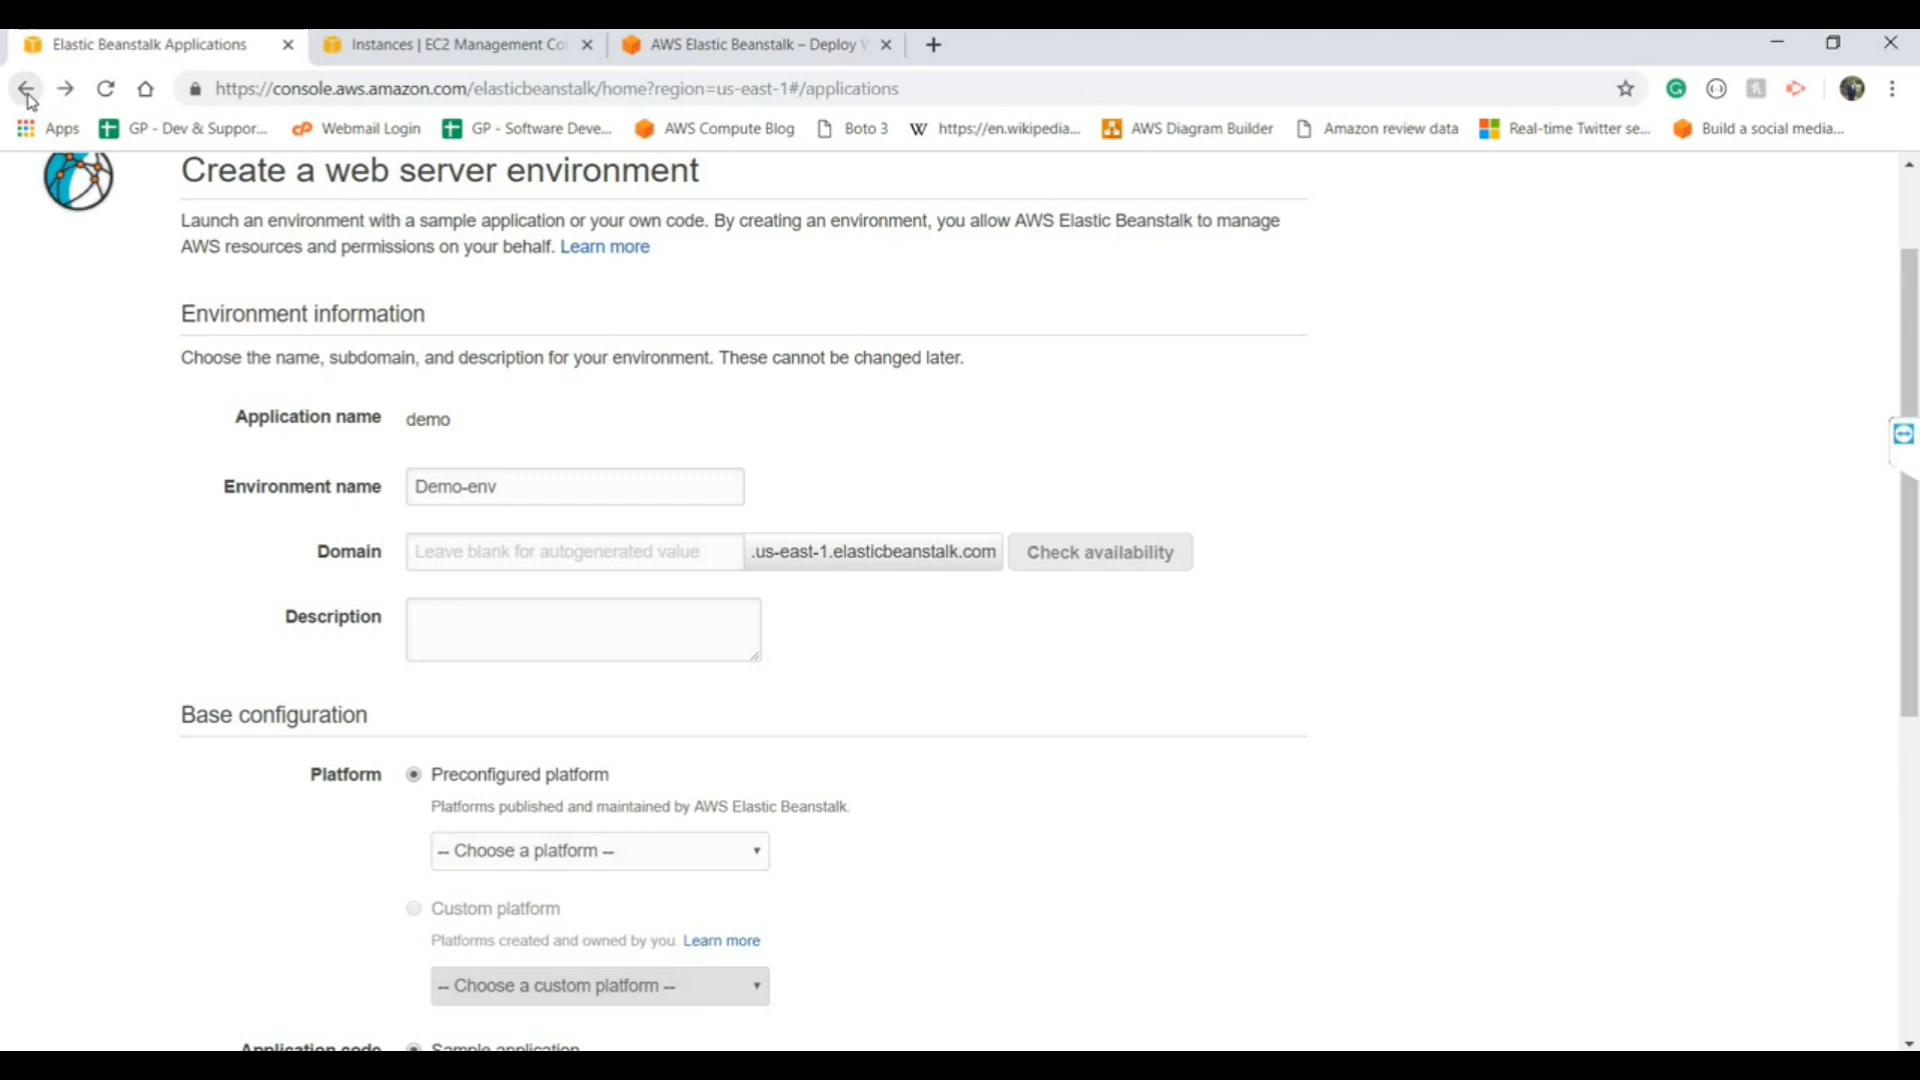 Elastic Beanstalk Applications
Instances | EC2 Management Co
AWS Elastic Beanstalk – Deploy
https://console.aws.amazon.com/elasticbeanstalk/home?region=us-east-1#/applications
Apps
GP - Dev & Suppor...
Webmail Login
GP - Software Deve...
AWS Compute Blog
Boto 3
W https://en.wikipedia...
AWS Diagram Builder
Amazon review data
Real-time Twitter se...
Build a social media...
Create a web server environment
Launch an environment with a sample application or your own code. By creating an environment, you allow AWS Elastic Beanstalk to manage
AWS resources and permissions on your behalf. Learn more
Environment information
Choose the name, subdomain, and description for your environment. These cannot be changed later.
Application name demo
Environment name Demo-env
Domain Leave blank for autogenerated value .us-east-1.elasticbeanstalk.com Check availability
Description
Base configuration
Platform Preconfigured platform
Platforms published and maintained by AWS Elastic Beanstalk.
-- Choose a platform --
Custom platform
Platforms created and owned by you. Learn more
-- Choose a custom platform --
Application code Sample application